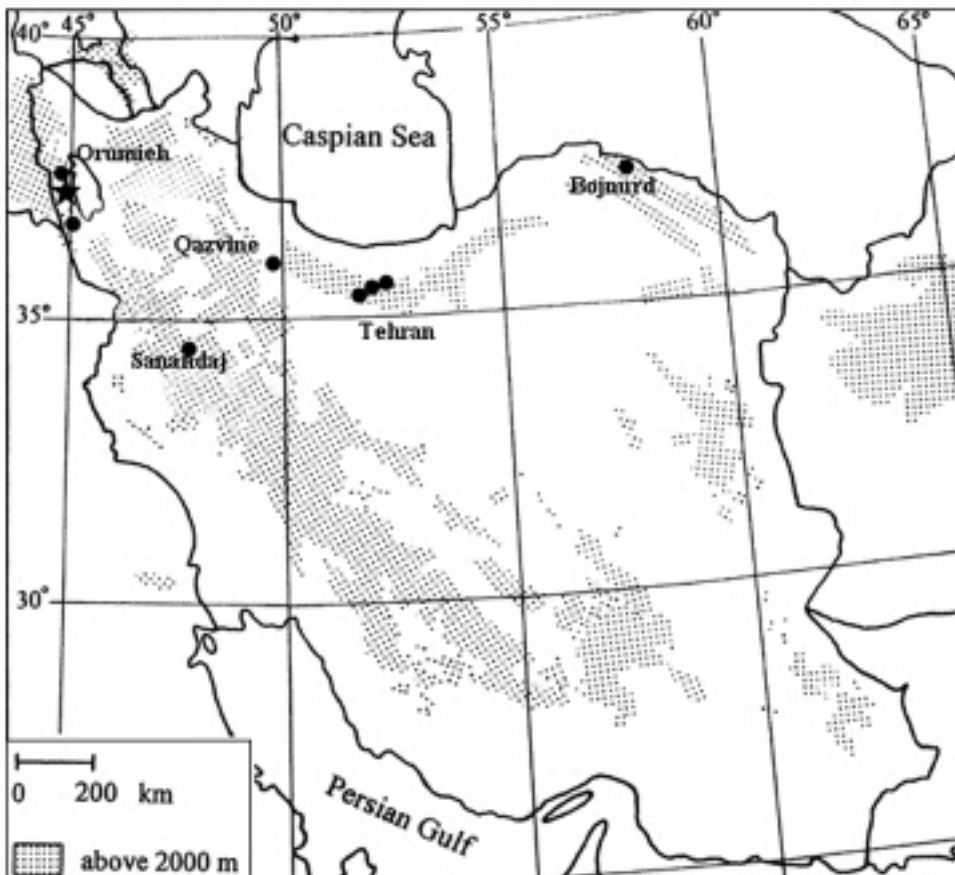 40° 45° 50° 55° 60° 65°
Caspian Sea
Orumieh
Bojnurd
Qazvine
35°
Tehran
Sanandaj
30°
Persian Gulf
0 200 km
above 2000 m